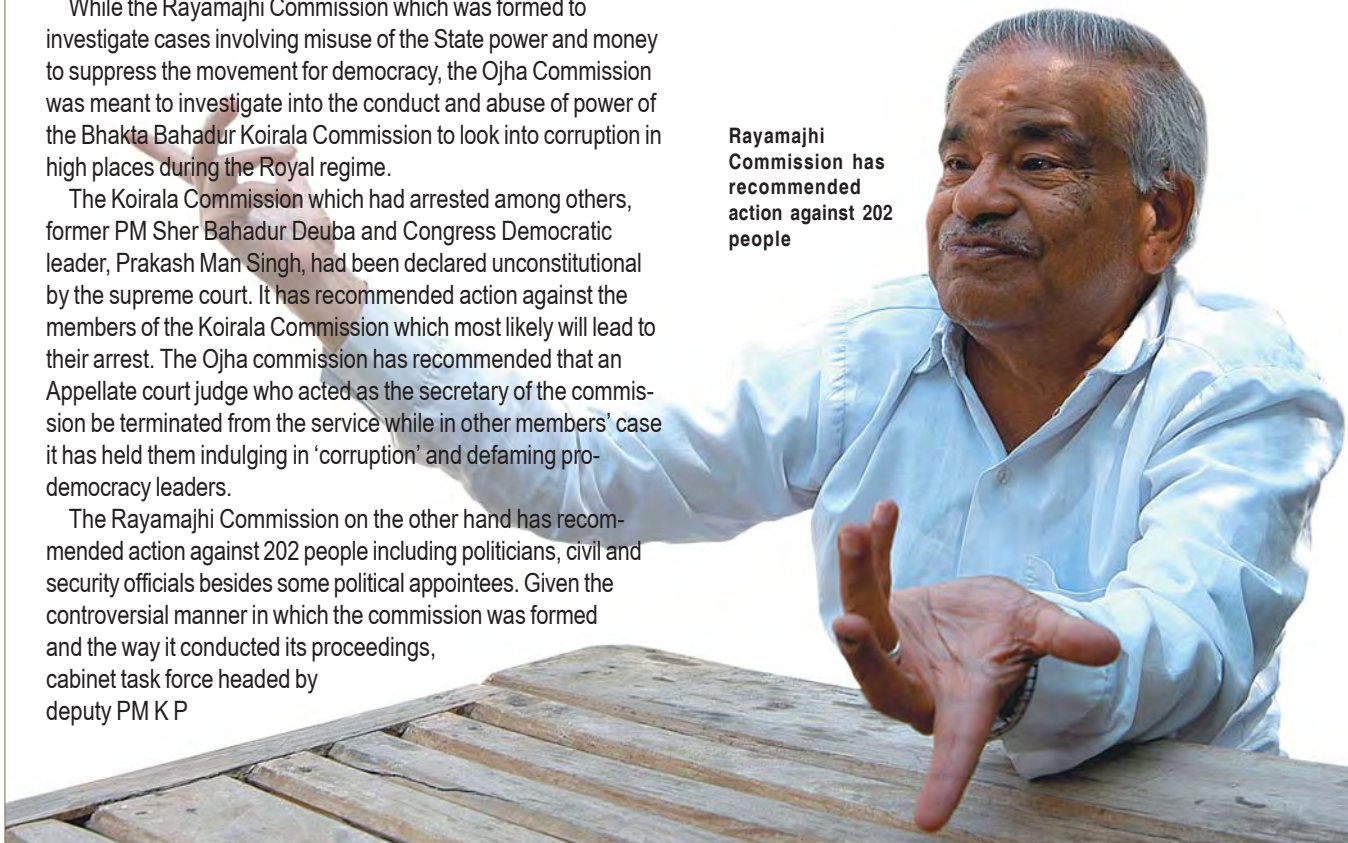 While the Rayamajhi Commission which was formed to
investigate cases involving misuse of the State power and money
to suppress the movement for democracy, the Ojha Commission
was meant to investigate into the conduct and abuse of power of
the Bhakta Bahadur Koirala Commission to look into corruption in
high places during the Royal regime.
The Koirala Commission which had arrested among others,
former PM Sher Bahadur Deuba and Congress Democratic
leader, Prakash Man Singh, had been declared unconstitutional
by the supreme court. It has recommended action against the
members of the Koirala Commission which most likely will lead to
their arrest. The Ojha commission has recommended that an
Appellate court judge who acted as the secretary of the commis-
sion be terminated from the service while in other members' case
it has held them indulging in ‘corruption’ and defaming pro-
democracy leaders.
The Rayamajhi Commission on the other hand has recom-
mended action against 202 people including politicians, civil and
security officials besides some political appointees. Given the
controversial manner in which the commission was formed
and the way it conducted its proceedings,
cabinet task force headed by
deputy PM K P
Rayamajhi
Commission has
recommended
action against 202
people